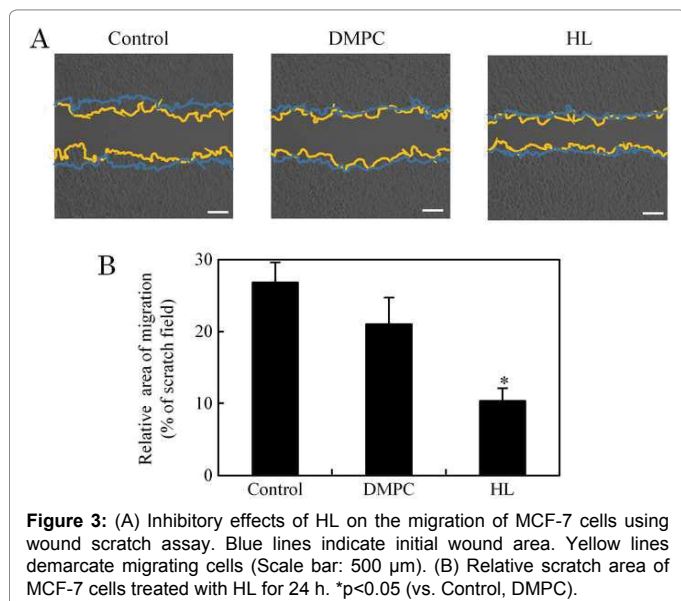 A
Control DMPC HL
B
Relative area of migration
(% of scratch field)
30
20
10
0
*
Control DMPC HL
Figure 3: (A) Inhibitory effects of HL on the migration of MCF-7 cells using
wound scratch assay. Blue lines indicate initial wound area. Yellow lines
demarcate migrating cells (Scale bar: 500 µm). (B) Relative scratch area of
MCF-7 cells treated with HL for 24 h. *p<0.05 (vs. Control, DMPC).